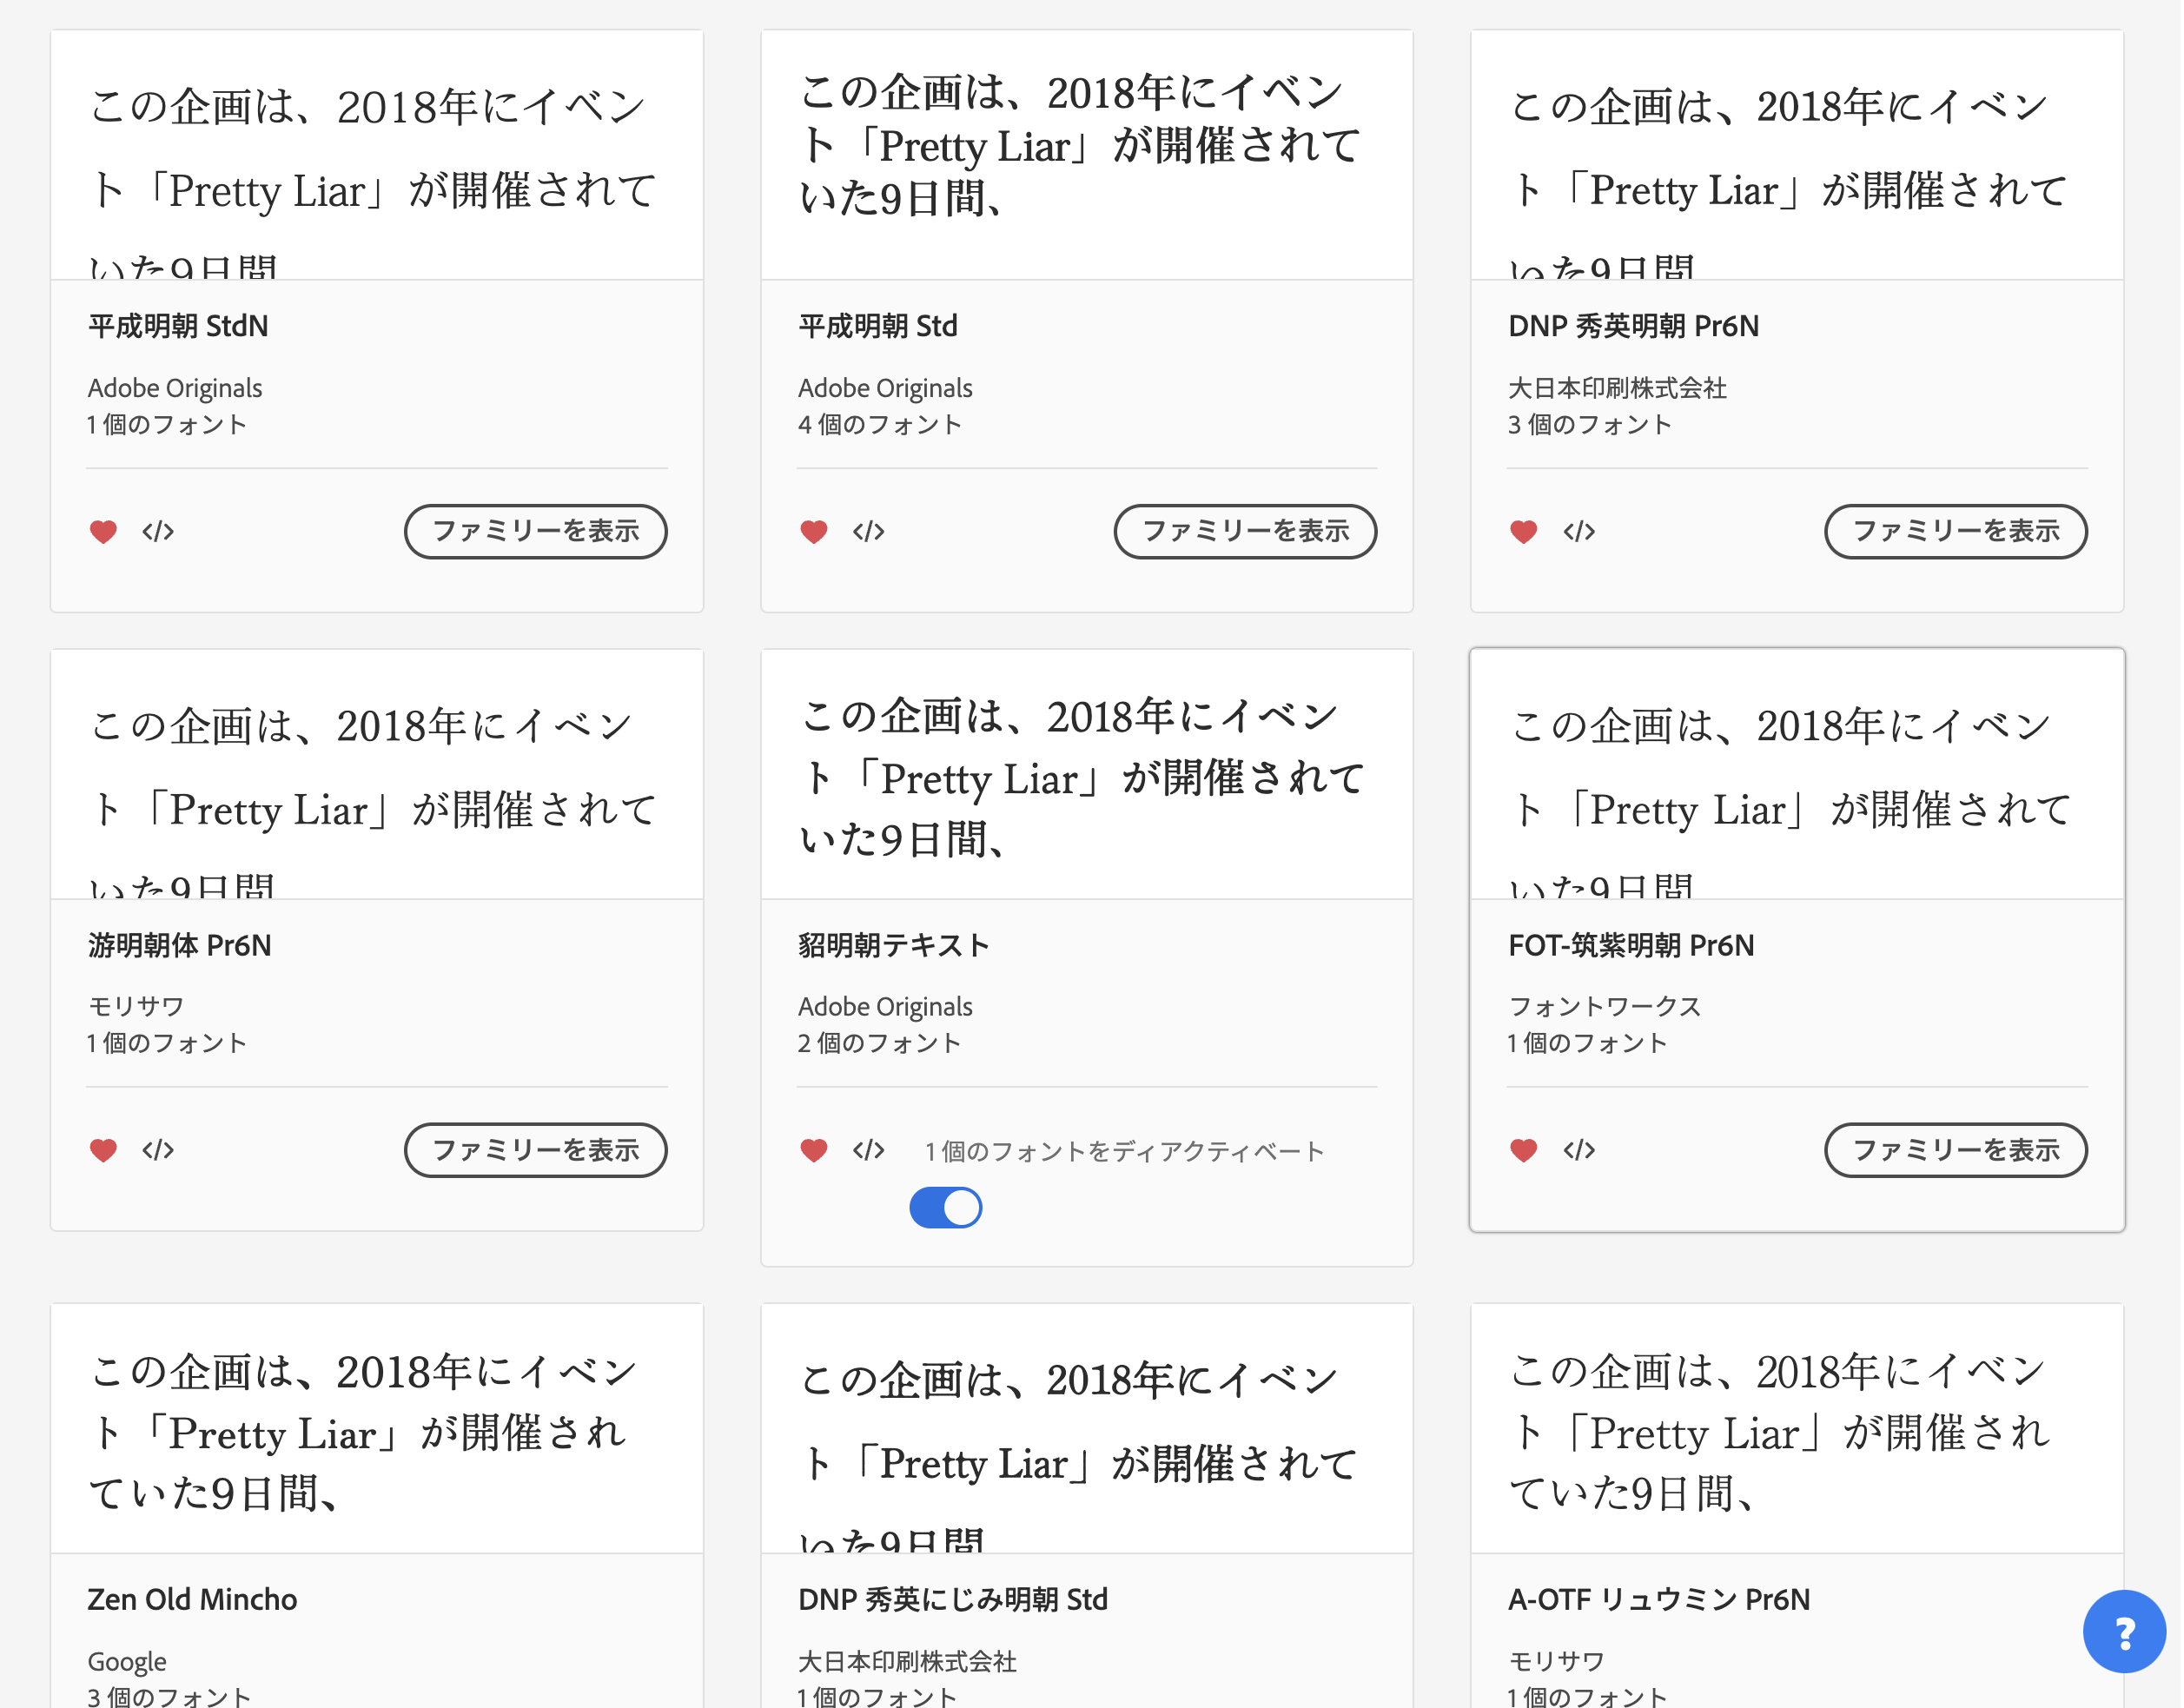 この企画は、2018年にイベン
ト「Pretty Liar」が開催されて
いた9日間
平成明朝 StdN
Adobe Originals
1 個のフォント
</>
ファミリーを表示
この企画は、2018年にイベン
ト「Pretty Liar」が開催されて
いた9日間、
平成明朝 Std
Adobe Originals
4 個のフォント
</>
ファミリーを表示
この企画は、2018年にイベン
ト「Pretty Liar」が開催されて
いた9日間
DNP 秀英明朝 Pr6N
大日本印刷株式会社
3 個のフォント
</>
ファミリーを表示
この企画は、2018年にイベン
ト「Pretty Liar」が開催されて
いた9日間
游明朝体 Pr6N
モリサワ
1 個のフォント
</>
ファミリーを表示
この企画は、2018年にイベン
ト「Pretty Liar」が開催されて
いた9日間、
貂明朝テキスト
Adobe Originals
2 個のフォント
</>
1 個のフォントをディアクティベート
この企画は、2018年にイベン
ト「Pretty Liar」が開催されて
いた9日間
FOT-筑紫明朝 Pr6N
フォントワークス
1 個のフォント
</>
ファミリーを表示
この企画は、2018年にイベン
ト「Pretty Liar」が開催され
ていた9日間、
Zen Old Mincho
Google
3 個のフォント
この企画は、2018年にイベン
ト「Pretty Liar」が開催されて
いた9日間
DNP 秀英にじみ明朝 Std
大日本印刷株式会社
1 個のフォント
この企画は、2018年にイベン
ト「Pretty Liar」が開催され
ていた9日間、
A-OTF リュウミン Pr6N
モリサワ
1 個のフォント
?